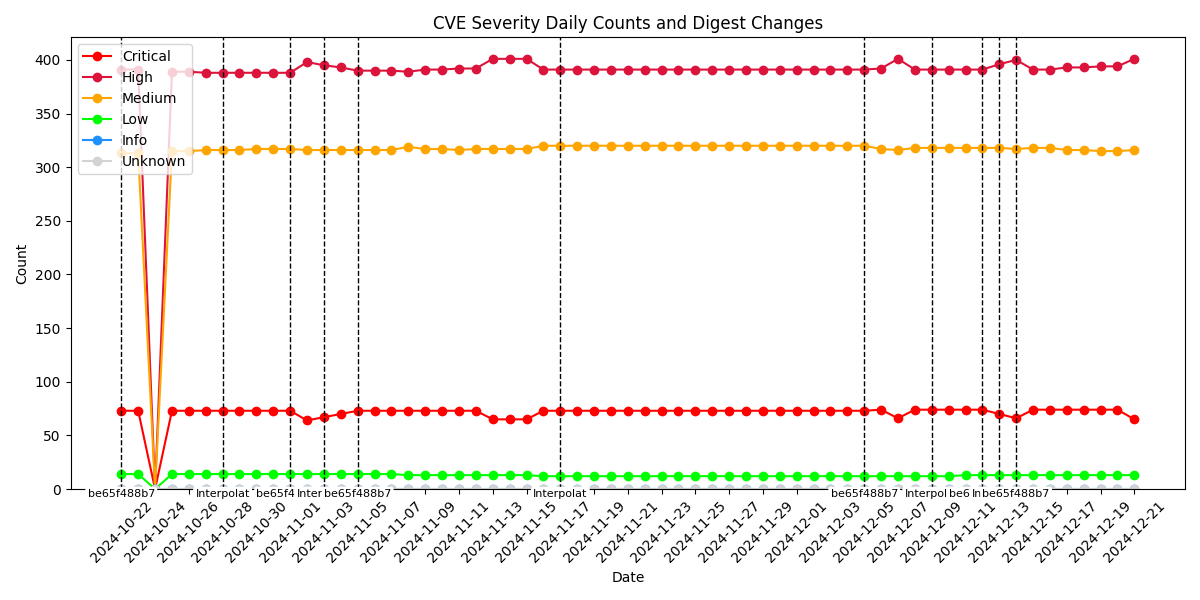 CVE Severity Daily Counts and Digest Changes
Critical
High
Medium
Low
Info
Unknown
Count
400
350
300
250
200
150
100
50
0
be65f488b7
Interpolat
be65f4
Inter
be65f488b7
Interpolat
be65f488b7
Interpol
be6
In
be65f488b7
2024-10-22
2024-10-24
2024-10-26
2024-10-28
2024-10-30
2024-11-01
2024-11-03
2024-11-05
2024-11-07
2024-11-09
2024-11-11
2024-11-13
2024-11-15
2024-11-17
2024-11-19
2024-11-21
2024-11-23
2024-11-25
2024-11-27
2024-11-29
2024-12-01
2024-12-03
2024-12-05
2024-12-07
2024-12-09
2024-12-11
2024-12-13
2024-12-15
2024-12-17
2024-12-19
2024-12-21
Date